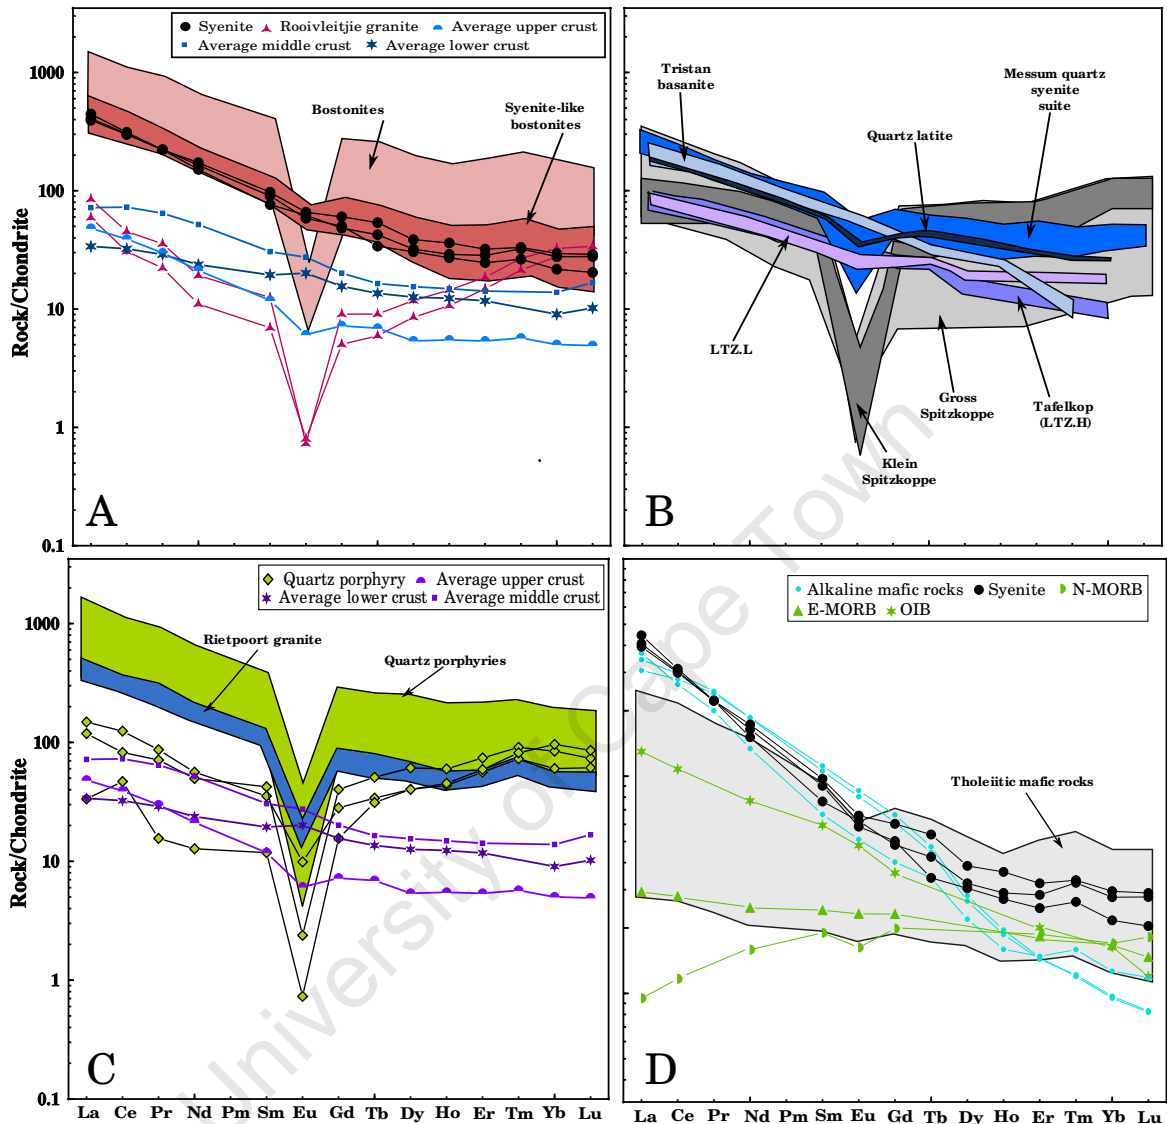 Syenite Rooivleitjie granite Average upper crust
Average middle crust Average lower crust
1000
100
10
1
0.1
Rock/Chondrite
Bostonites
Syenite-like
bostonites
A
Tristan
basanite
Messum quartz
syenite
suite
Quartz latite
LTZ.L
Gross
Spitzkoppe
Tafelkop
(LTZ.H)
Klein
Spitzkoppe
B
Quartz porphyry Average upper crust
Average lower crust Average middle crust
1000
100
10
1
0.1
Rock/Chondrite
Rietpoort granite
Quartz porphyries
C
La Ce Pr Nd Pm Sm Eu Gd Tb Dy Ho Er Tm Yb Lu
Alkaline mafic rocks Syenite N-MORB
E-MORB OIB
Tholeiitic mafic rocks
D
La Ce Pr Nd Pm Sm Eu Gd Tb Dy Ho Er Tm Yb Lu
University of Cape Town